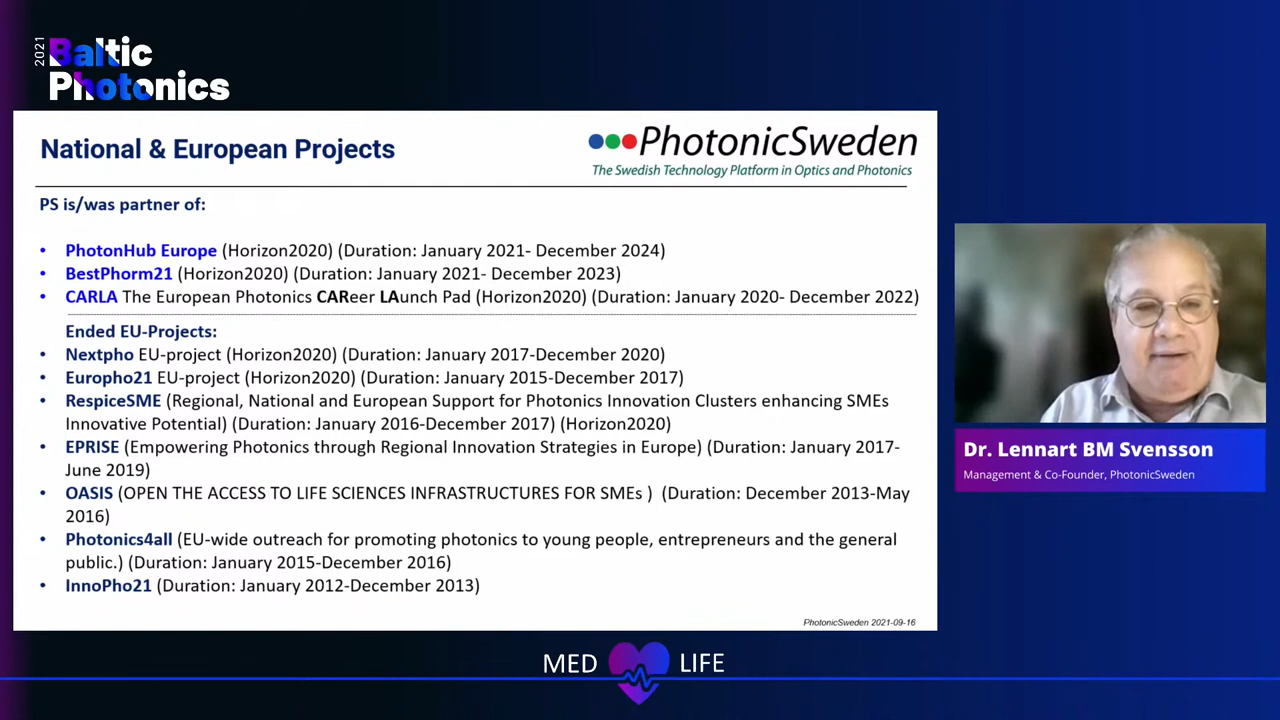 2021
Baltic
Photonics
National & European Projects
PhotonicSweden
The Swedish Technology Platform in Optics and Photonics
PS is/was partner of:
• PhotonHub Europe (Horizon2020) (Duration: January 2021- December 2024)
• BestPhorm21 (Horizon2020) (Duration: January 2021- December 2023)
• CARLA The European Photonics CAReer LAunch Pad (Horizon2020) (Duration: January 2020- December 2022)
Ended EU-Projects:
• Nextpho EU-project (Horizon2020) (Duration: January 2017-December 2020)
• Europho21 EU-project (Horizon2020) (Duration: January 2015-December 2017)
• RespiceSME (Regional, National and European Support for Photonics Innovation Clusters enhancing SMEs
Innovative Potential) (Duration: January 2016-December 2017) (Horizon2020)
• EPRISE (Empowering Photonics through Regional Innovation Strategies in Europe) (Duration: January 2017-
June 2019)
• OASIS (OPEN THE ACCESS TO LIFE SCIENCES INFRASTRUCTURES FOR SMEs ) (Duration: December 2013-May
2016)
• Photonics4all (EU-wide outreach for promoting photonics to young people, entrepreneurs and the general
public.) (Duration: January 2015-December 2016)
• InnoPho21 (Duration: January 2012-December 2013)
PhotonicSweden 2021-09-16
Dr. Lennart BM Svensson
Management & Co-Founder, PhotonicSweden
MED LIFE